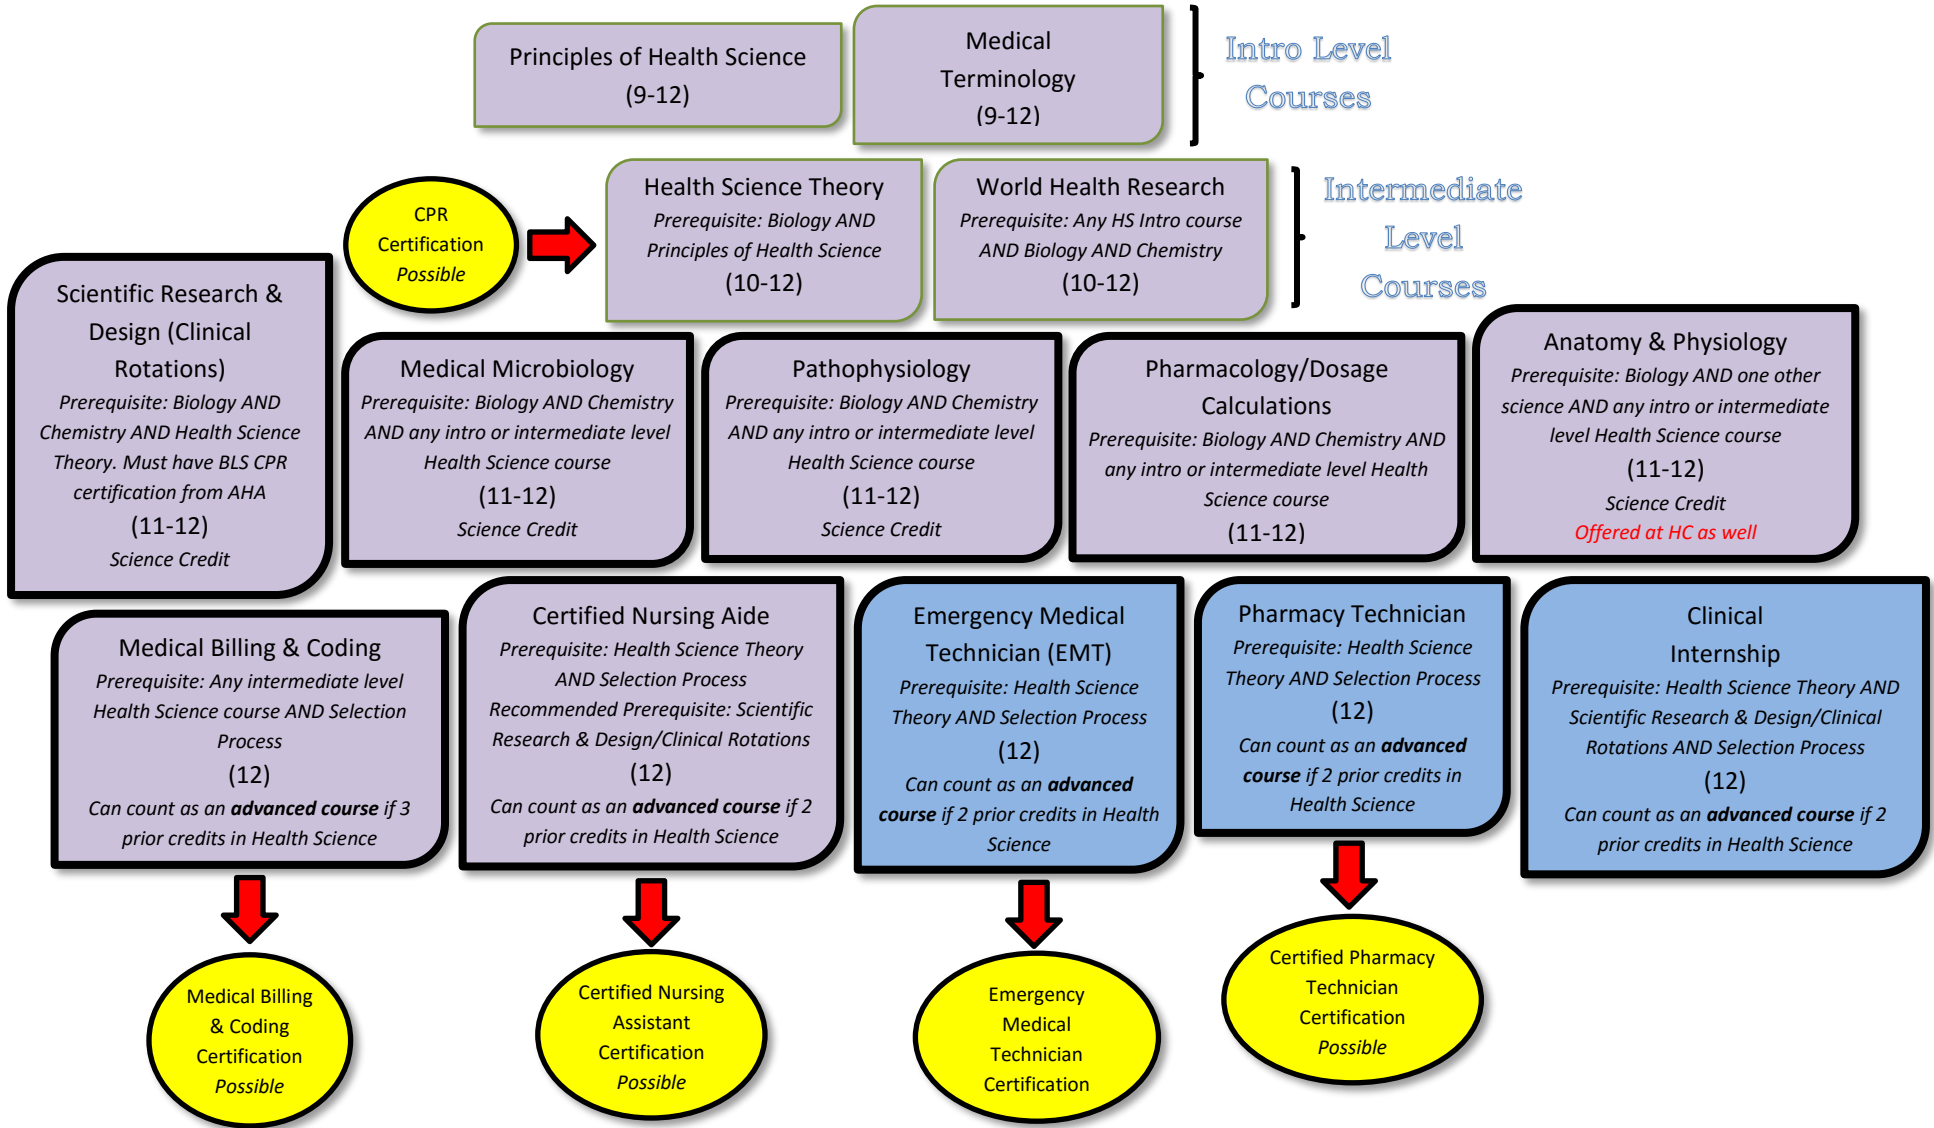 Principles of Health Science
(9-12)
Medical
Terminology
(9-12)
Intro Level
Courses
CPR
Certification
Possible
Health Science Theory
Prerequisite: Biology AND
Principles of Health Science
(10-12)
World Health Research
Prerequisite: Any HS Intro course
AND Biology AND Chemistry
(10-12)
Intermediate
Level
Courses
Scientific Research &
Design (Clinical
Rotations)
Prerequisite: Biology AND
Chemistry AND Health Science
Theory. Must have BLS CPR
certification from AHA
(11-12)
Science Credit
Medical Microbiology
Prerequisite: Biology AND Chemistry
AND any intro or intermediate level
Health Science course
(11-12)
Science Credit
Pathophysiology
Prerequisite: Biology AND Chemistry
AND any intro or intermediate level
Health Science course
(11-12)
Science Credit
Pharmacology/Dosage
Calculations
Prerequisite: Biology AND Chemistry AND
any intro or intermediate level Health
Science course
(11-12)
Anatomy & Physiology
Prerequisite: Biology AND one other
science AND any intro or intermediate
level Health Science course
(11-12)
Science Credit
Offered at HC as well
Medical Billing & Coding
Prerequisite: Any intermediate level
Health Science course AND Selection
Process
(12)
Can count as an advanced course if 3
prior credits in Health Science
Certified Nursing Aide
Prerequisite: Health Science Theory
AND Selection Process
Recommended Prerequisite: Scientific
Research & Design/Clinical Rotations
(12)
Can count as an advanced course if 2
prior credits in Health Science
Emergency Medical
Technician (EMT)
Prerequisite: Health Science
Theory AND Selection Process
(12)
Can count as an advanced
course if 2 prior credits in Health
Science
Pharmacy Technician
Prerequisite: Health Science
Theory AND Selection Process
(12)
Can count as an advanced
course if 2 prior credits in
Health Science
Clinical
Internship
Prerequisite: Health Science Theory AND
Scientific Research & Design/Clinical
Rotations AND Selection Process
(12)
Can count as an advanced course if 2
prior credits in Health Science
Medical Billing
& Coding
Certification
Possible
Certified Nursing
Assistant
Certification
Possible
Emergency
Medical
Technician
Certification
Certified Pharmacy
Technician
Certification
Possible